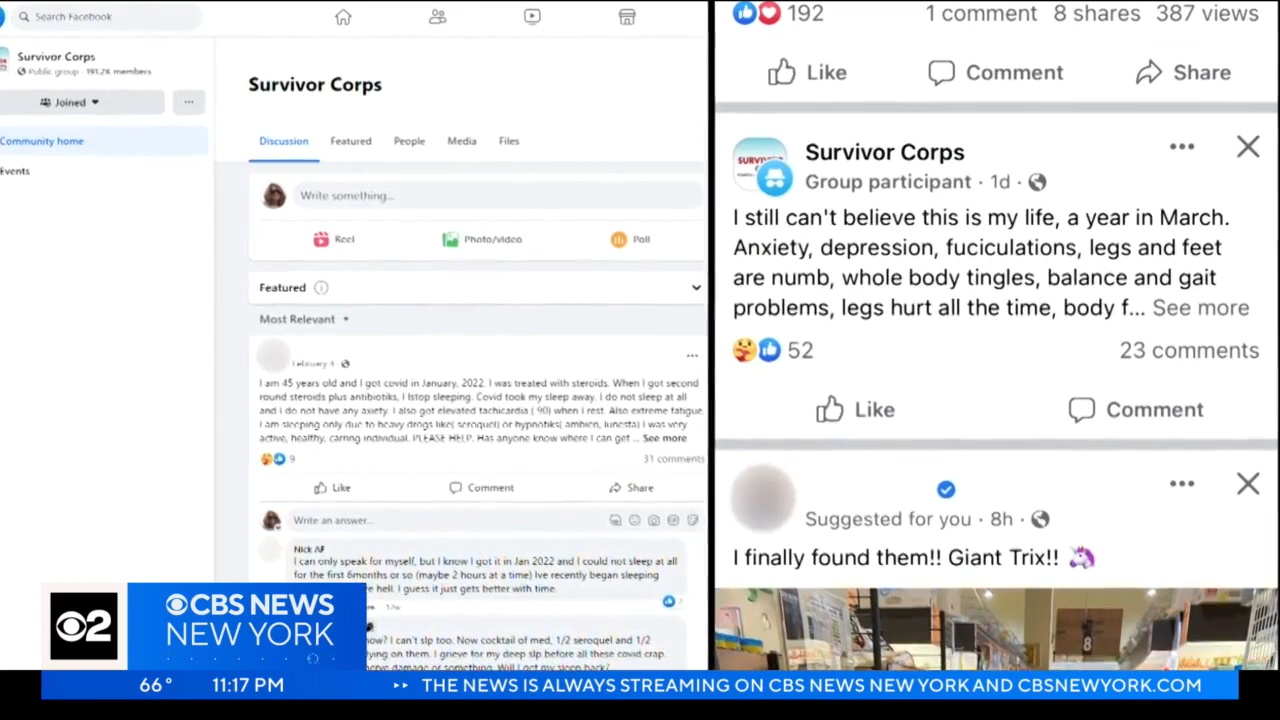 Search Facebook
Survivor Corps
Public group · 191.2K members
Joined
Community home
Events
Survivor Corps
Discussion
Featured
People
Media
Files
Write something...
Reel
Photo/video
Poll
Featured
Most Relevant
February
I am 45 years old and I got covid in January, 2022. I was treated with steroids. When I got second
round steroids plus antibiotics, I lstop sleeping. Covid took my sleep away. I do not sleep at all
and I do not have any axiety. I also got elevated tachicardia ( 90) when I rest. Also extreme fatigue.
I am sleeping only due to heavy drugs like( seroquel) or hypnotiks( ambien, lunesta) I was very
active, healthy, carring individual. PLEASE HELP. Has anyone know where I can get ... See more
9
31 comments
Like
Comment
Share
Write an answer...
Nick AF
I can only speak for myself, but I know I got it in Jan 2022 and I could not sleep at all
for the first 6months or so (maybe 2 hours at a time) Ive recently began sleeping
hell. I guess it just gets better with time.
now? I can't slp too. Now cocktail of med, 1/2 seroquel and 1/2
lying on them. I grieve for my deep slp before all these covid crap.
damage or something. Will I get my sleep back?
192
1 comment 8 shares 387 views
Like
Comment
Share
SURVIVOR
Survivor Corps
Group participant · 1d ·
I still can't believe this is my life, a year in March.
Anxiety, depression, fuciculations, legs and feet
are numb, whole body tingles, balance and gait
problems, legs hurt all the time, body f... See more
52
23 comments
Like
Comment
Suggested for you · 8h ·
I finally found them!! Giant Trix!! 🦄
8
2
CBS NEWS
NEW YORK
66° 11:17 PM THE NEWS IS ALWAYS STREAMING ON CBS NEWS NEW YORK AND CBSNEWYORK.COM